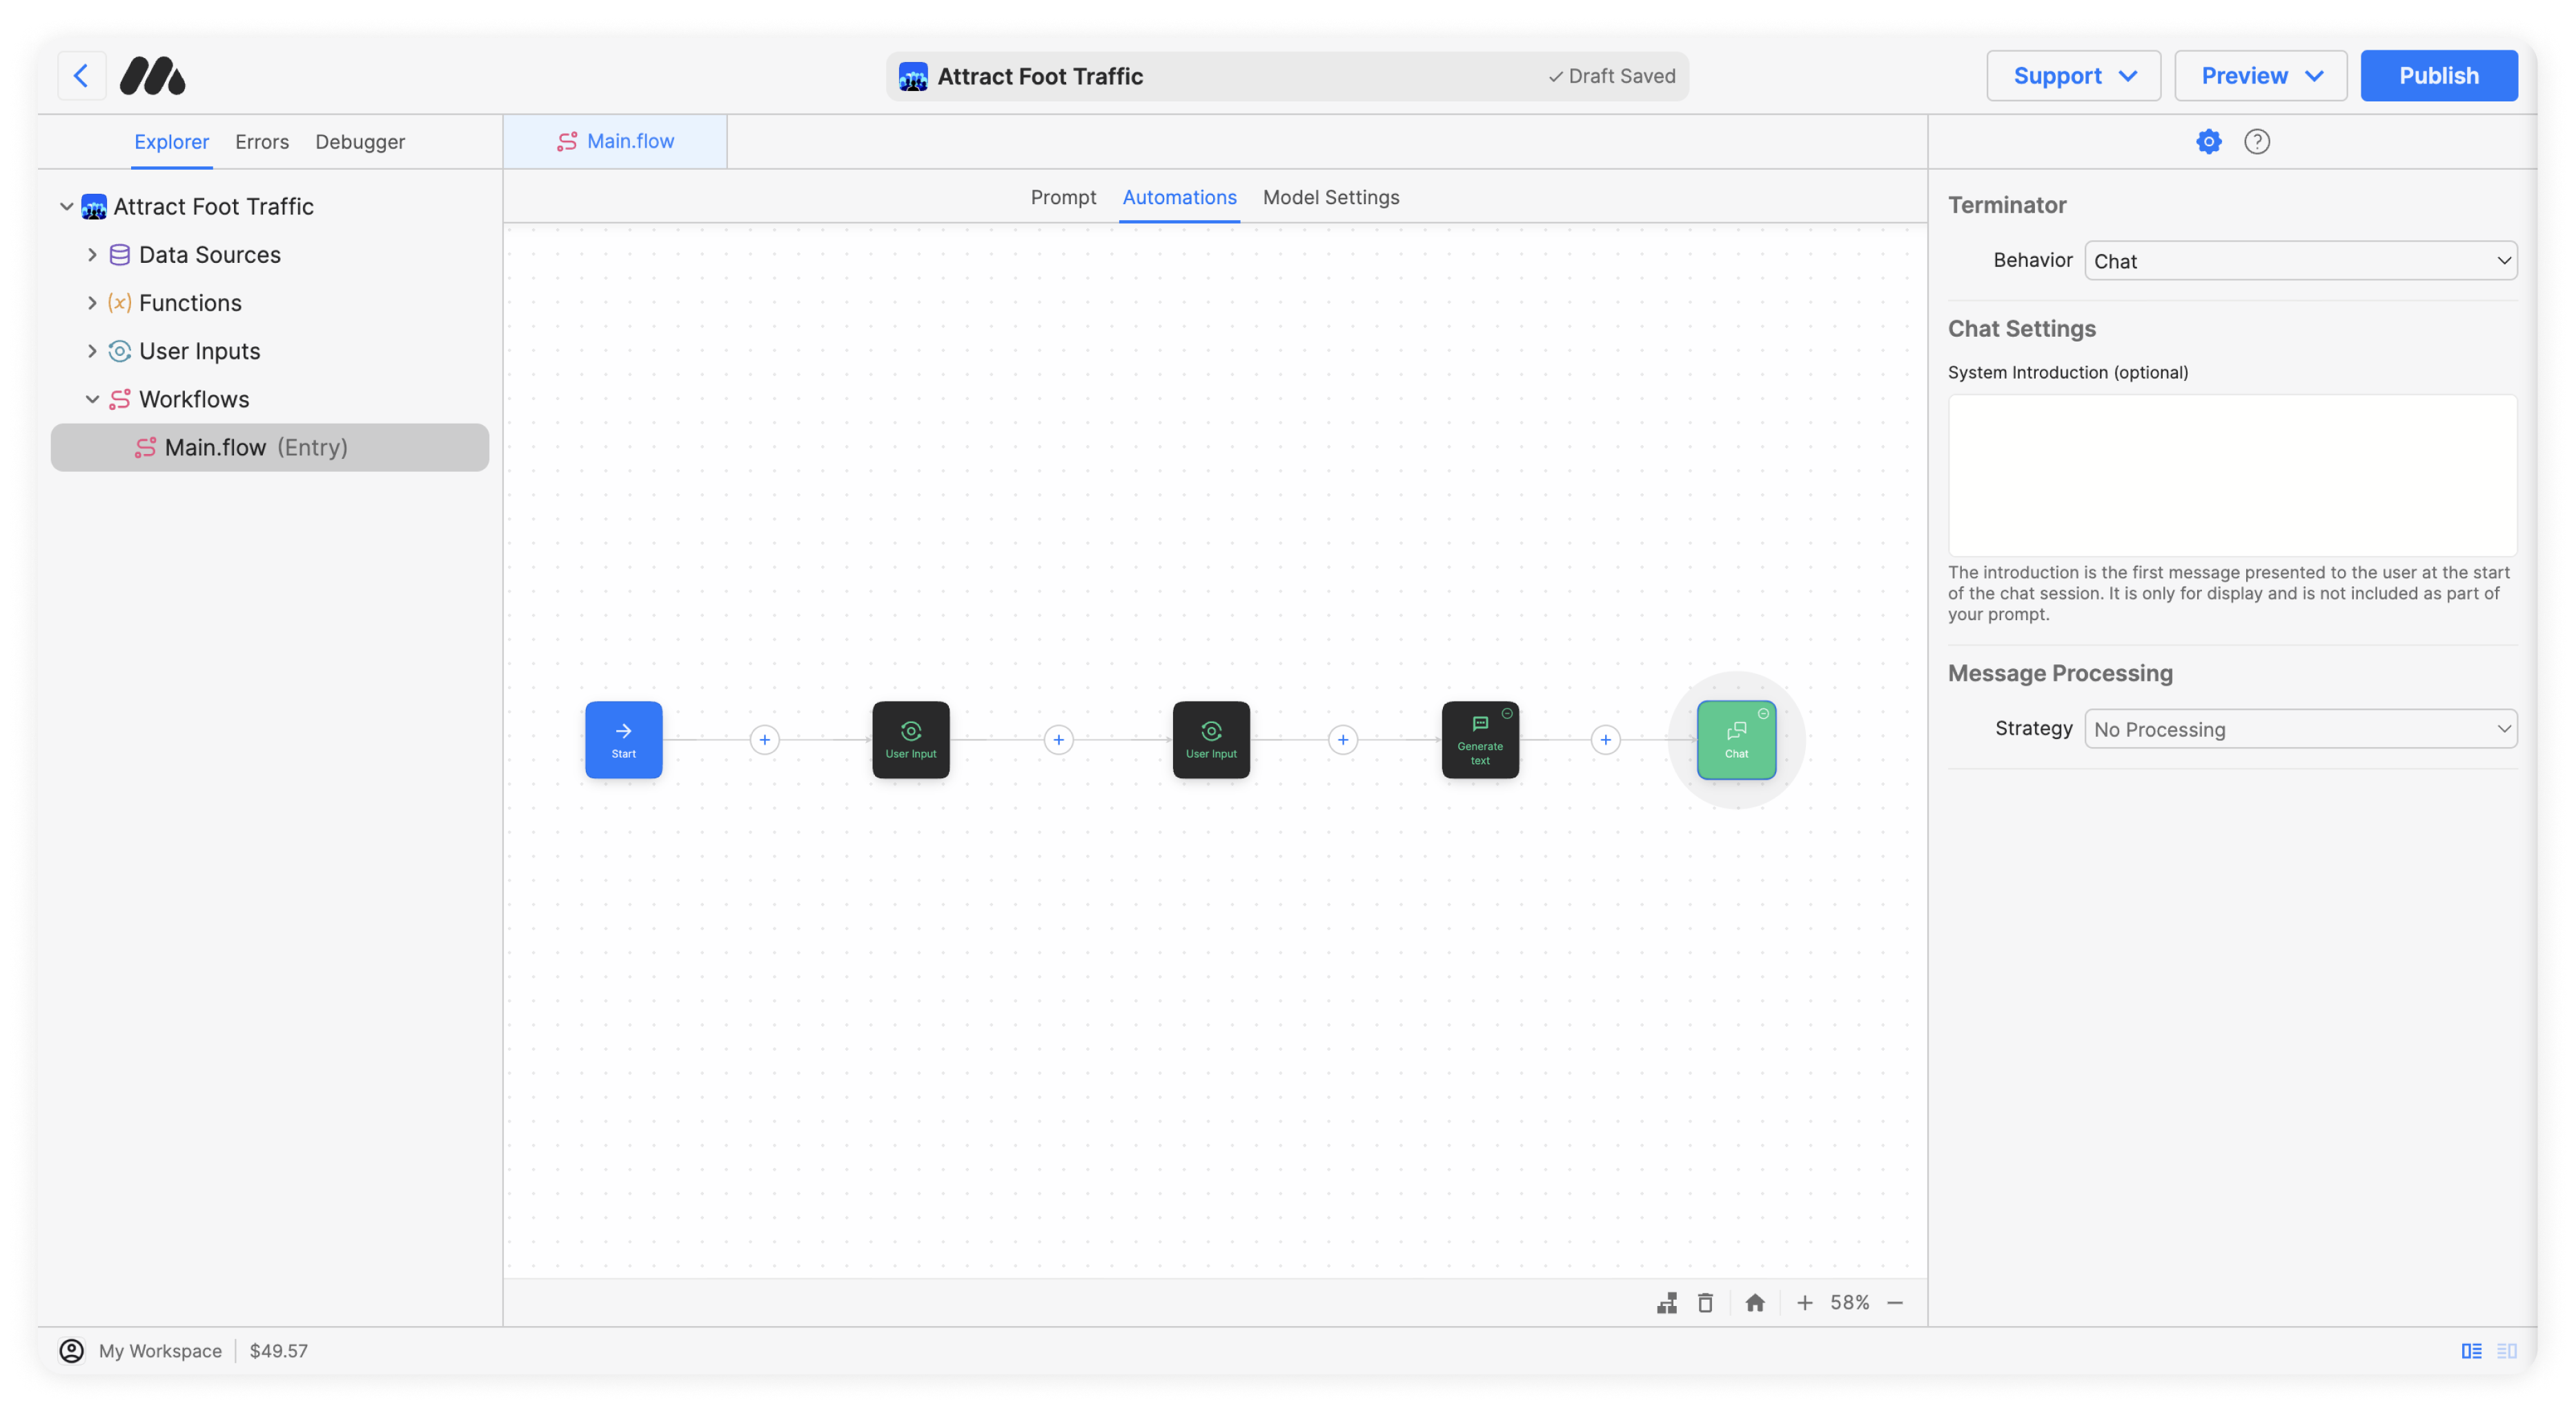 Attract Foot Traffic
Draft Saved
Support
Preview
Publish
Explorer
Errors
Debugger
Main.flow
Attract Foot Traffic
Data Sources
(x) Functions
User Inputs
Workflows
Main.flow (Entry)
Prompt
Automations
Model Settings
Start
User Input
User Input
Generate
text
Chat
58%
Terminator
Behavior
Chat
Chat Settings
System Introduction (optional)
The introduction is the first message presented to the user at the start
of the chat session. It is only for display and is not included as part of
your prompt.
Message Processing
Strategy
No Processing
My Workspace
$49.57